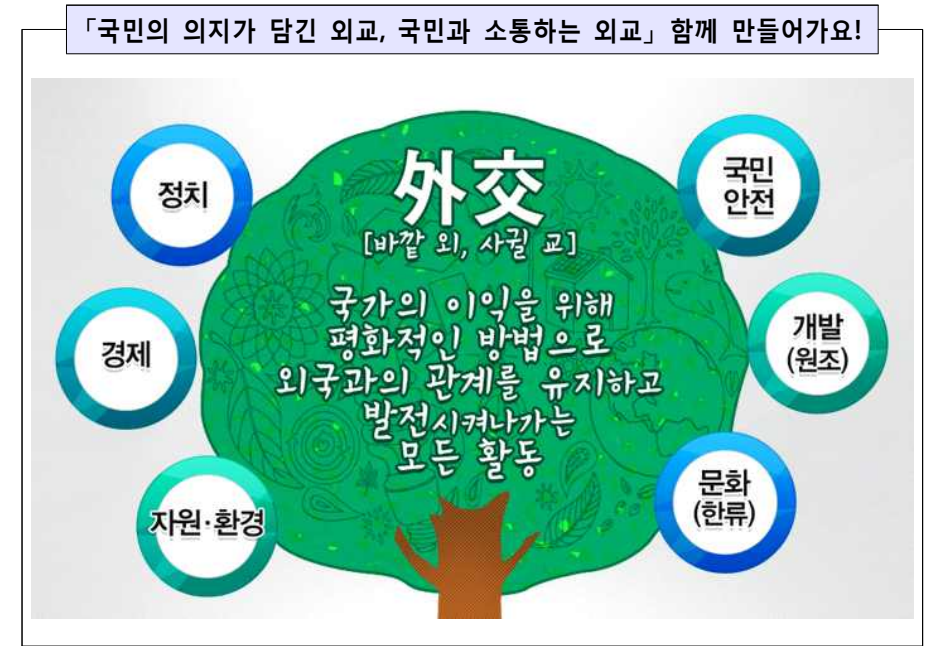 「국민의 의지가 담긴 외교, 국민과 소통하는 외교」 함께 만들어가요!
外交
[바깥 외, 사귈 교]
국가의 이익을 위해
평화적인 방법으로
외국과의 관계를 유지하고
발전시켜나가는
모든 활동
정치
경제
자원·환경
국민
안전
개발
(원조)
문화
(한류)